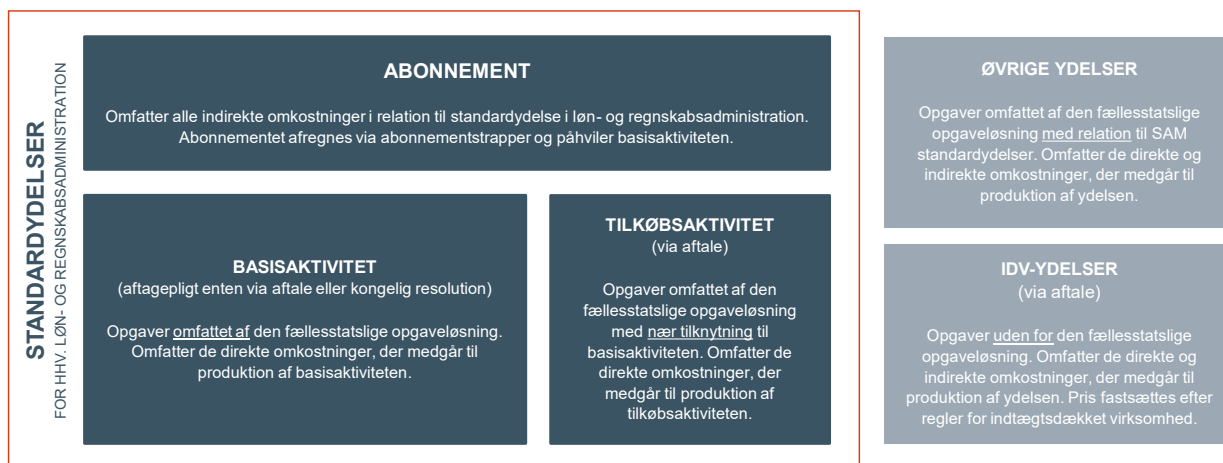 STANDARDYDELSER
FOR HHV. LØN- OG REGNSKABSADMINISTRATION
ABONNEMENT
Omfatter alle indirekte omkostninger i relation til standardydelse i løn- og regnskabsadministration.
Abonnementet afregnes via abonnementstrapper og påhviler basisaktiviteten.
BASISAKTIVITET
(aftagepligt enten via aftale eller kongelig resolution)
Opgaver omfattet af den fællesstatslige opgaveløsning.
Omfatter de direkte omkostninger, der medgår til
produktion af basisaktiviteten.
TILKØBSAKTIVITET
(via aftale)
Opgaver omfattet af den
fællesstatslige opgaveløsning
med nær tilknytning til
basisaktiviteten. Omfatter de
direkte omkostninger, der
medgår til produktion af
tilkøbsaktiviteten.
ØVRIGE YDELSER
Opgaver omfattet af den fællesstatslige
opgaveløsning med relation til SAM
standardydelser. Omfatter de direkte og
indirekte omkostninger, der medgår til
produktion af ydelsen.
IDV-YDELSER
(via aftale)
Opgaver uden for den fællesstatslige
opgaveløsning. Omfatter de direkte og
indirekte omkostninger, der medgår til
produktion af ydelsen. Pris fastsættes efter
regler for indtægtsdækket virksomhed.